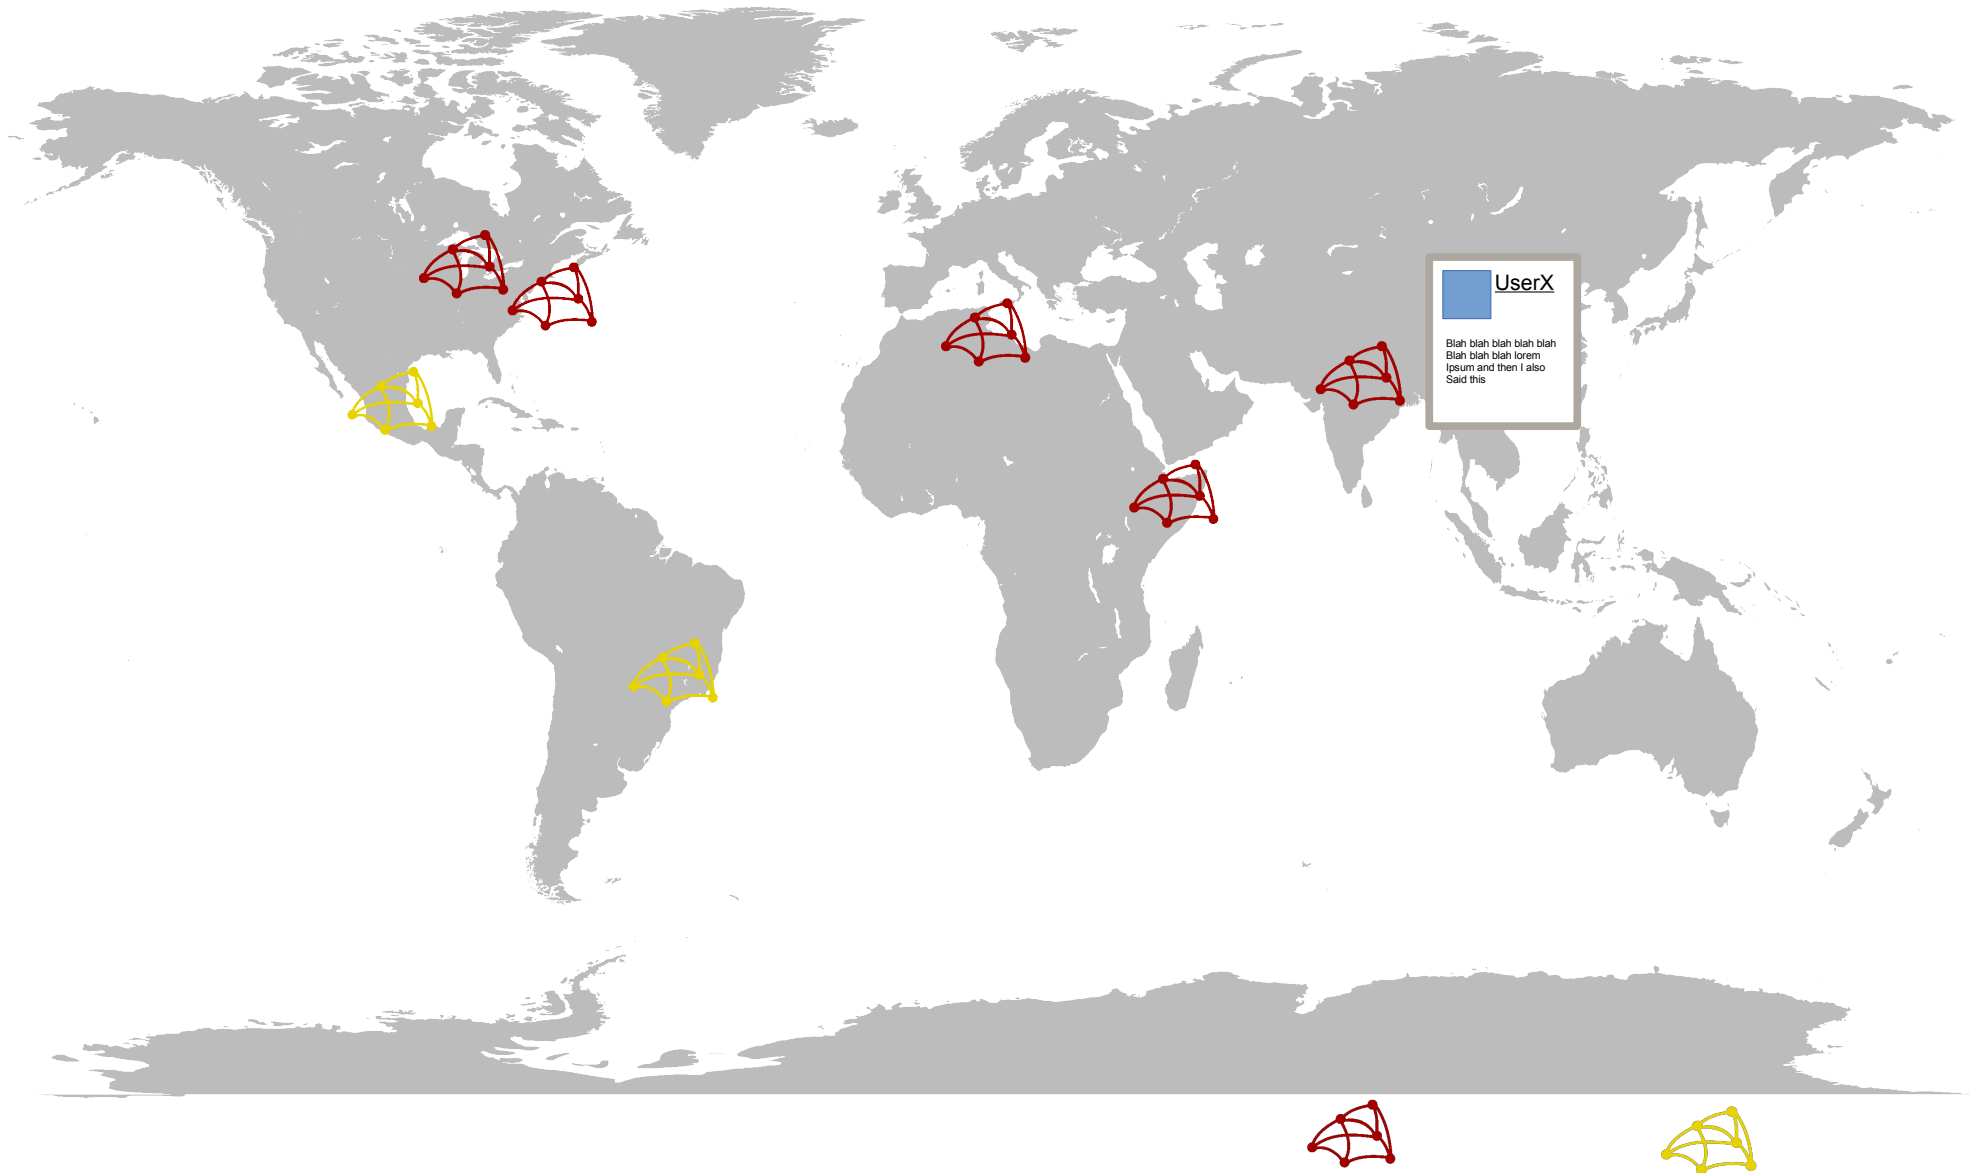 UserX
Blah blah blah blah blah
Blah blah blah lorem
Ipsum and then I also
Said this